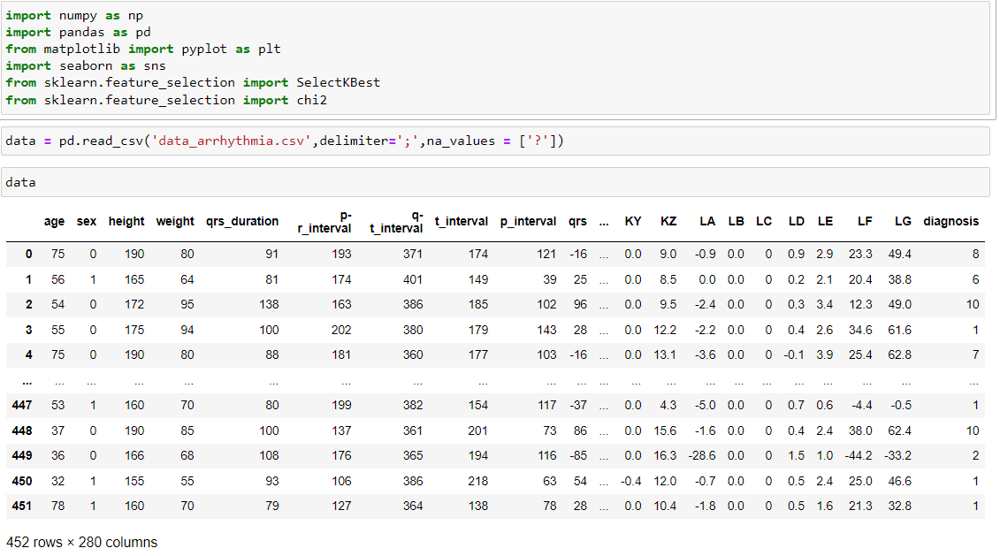 import numpy as np
import pandas as pd
from matplotlib import pyplot as plt
import seaborn as sns
from sklearn.feature_selection import SelectKBest
from sklearn.feature_selection import chi2
data = pd.read_csv('data_arrhythmia.csv',delimiter=';',na_values = ['?'])
data
age sex height weight qrs_duration p-r_interval q-t_interval t_interval p_interval qrs ... KY KZ LA LB LC LD LE LF LG diagnosis
0 75 0 190 80 91 193 371 174 121 -16 ... 0.0 9.0 -0.9 0.0 0 0.9 2.9 23.3 49.4 8
1 56 1 165 64 81 174 401 149 39 25 ... 0.0 8.5 0.0 0.0 0 0.2 2.1 20.4 38.8 6
2 54 0 172 95 138 163 386 185 102 96 ... 0.0 9.5 -2.4 0.0 0 0.3 3.4 12.3 49.0 10
3 55 0 175 94 100 202 380 179 143 28 ... 0.0 12.2 -2.2 0.0 0 0.4 2.6 34.6 61.6 1
4 75 0 190 80 88 181 360 177 103 -16 ... 0.0 13.1 -3.6 0.0 0 -0.1 3.9 25.4 62.8 7
... ... ... ... ... ... ... ... ... ... ... ... ... ... ... ... ... ... ... ... ... ...
447 53 1 160 70 80 199 382 154 117 -37 ... 0.0 4.3 -5.0 0.0 0 0.7 0.6 -4.4 -0.5 1
448 37 0 190 85 100 137 361 201 73 86 ... 0.0 15.6 -1.6 0.0 0 0.4 2.4 38.0 62.4 10
449 36 0 166 68 108 176 365 194 116 -85 ... 0.0 16.3 -28.6 0.0 0 1.5 1.0 -44.2 -33.2 2
450 32 1 155 55 93 106 386 218 63 54 ... -0.4 12.0 -0.7 0.0 0 0.5 2.4 25.0 46.6 1
451 78 1 160 70 79 127 364 138 78 28 ... 0.0 10.4 -1.8 0.0 0 0.5 1.6 21.3 32.8 1
452 rows × 280 columns